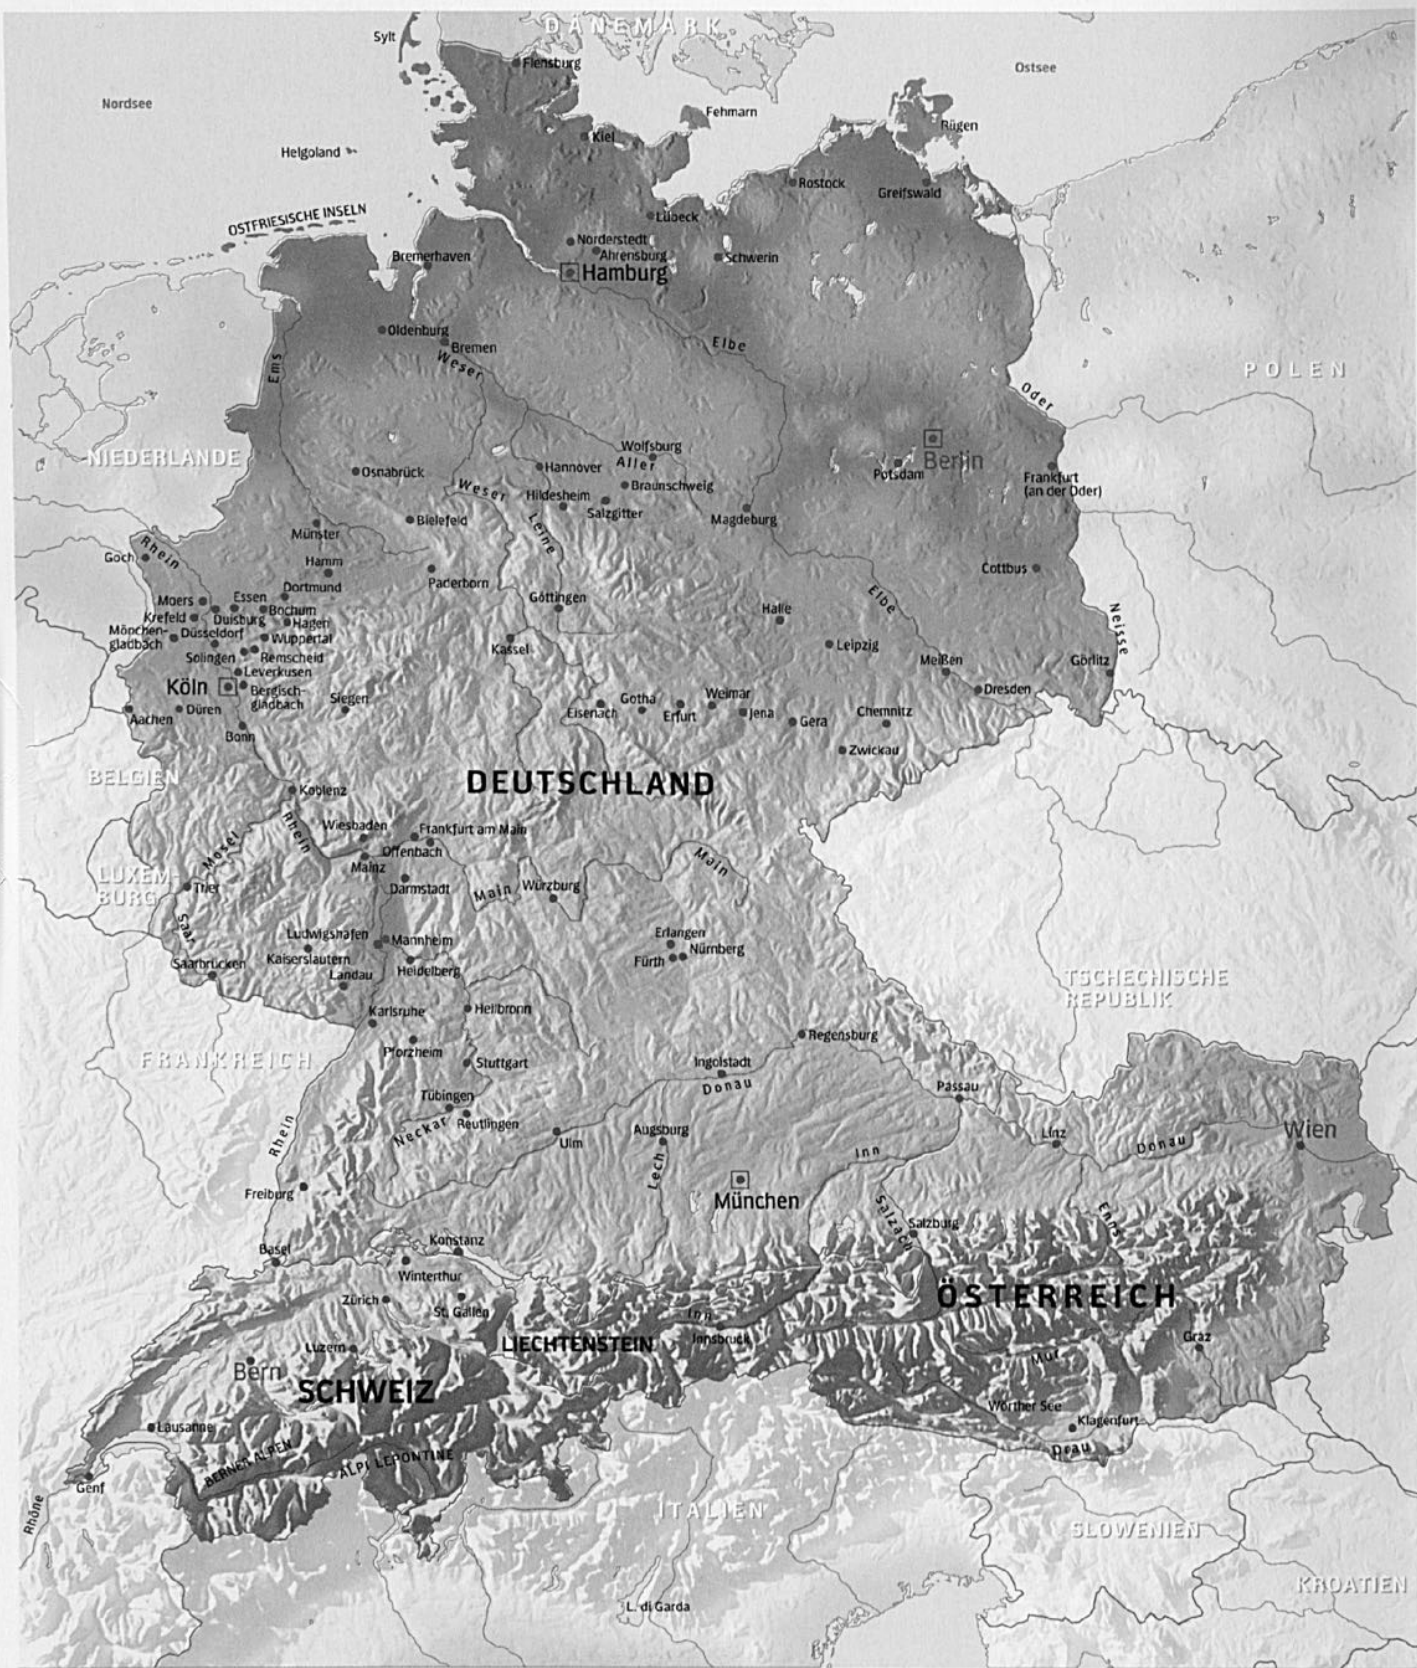 DÄNEMARK
Sylt
Flensburg
Ostsee
Nordsee
Fehmarn
Rügen
Kiel
Helgoland
Rostock
Greifswald
OSTFRIESISCHE INSELN
Lübeck
Norderstedt
Ahrensburg
Bremerhaven
Schwerin
Hamburg
Oldenburg
Bremen
Elbe
Weser
Ems
POLEN
Oder
Wolfsburg
NIEDERLANDE
Aller
Berlin
Osnabrück
Hannover
Potsdam
Frankfurt
(an der Oder)
Weser
Hildesheim
Braunschweig
Salzgitter
Bielefeld
Magdeburg
Münster
Leine
Goch
Rhein
Hamm
Cottbus
Dortmund
Paderborn
Moers
Essen
Göttingen
Elbe
Krefeld
Duisburg
Bochum
Halle
Hagen
Neisse
Mönchen-
gladbach
Düsseldorf
Wuppertal
Kassel
Leipzig
Solingen
Remscheid
Meißen
Görlitz
Leverkusen
Köln
Bergisch-
gladbach
Siegen
Dresden
Aachen
Düren
Eisenach
Gotha
Erfurt
Weimar
Jena
Gera
Chemnitz
Bonn
Zwickau
BELGIEN
DEUTSCHLAND
Koblenz
Rhein
Wiesbaden
Frankfurt am Main
Mosel
Offenbach
Mainz
Main
LUXEM-
BURG
Trier
Darmstadt
Main
Würzburg
Saar
Ludwigshafen
Mannheim
Erlangen
Kaiserslautern
Nürnberg
Saarbrücken
Heidelberg
Fürth
Landau
TSCHECHISCHE
REPUBLIK
Karlsruhe
Heilbronn
Regensburg
FRANKREICH
Pforzheim
Stuttgart
Ingolstadt
Donau
Passau
Tübingen
Neckar
Reutlingen
Rhein
Ulm
Augsburg
Linz
Donau
Wien
Inn
Lech
Freiburg
München
Salzach
Salzburg
Enns
Basel
Konstanz
Winterthur
Zürich
St. Gallen
ÖSTERREICH
Inn
Innsbruck
LIECHTENSTEIN
Luzern
Graz
Bern
Mur
SCHWEIZ
Wörther See
Lausanne
Klagenfurt
BERNER ALPEN
ALPI LEPONTINE
Drau
Genf
Rhône
ITALIEN
SLOWENIEN
KROATIEN
L. di Garda